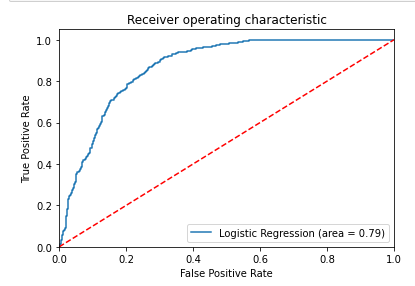 Receiver operating characteristic
1.0
0.8
0.6
0.4
0.2
0.0
True Positive Rate
Logistic Regression (area = 0.79)
0.0 0.2 0.4 0.6 0.8 1.0
False Positive Rate